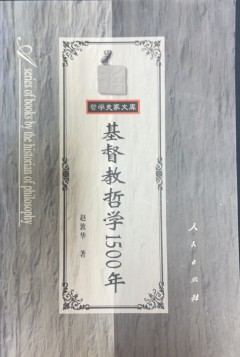 A series of books by the historian of philosophy
哲学史家文库
基督教哲学1500年
赵敦华 著
人民出版社